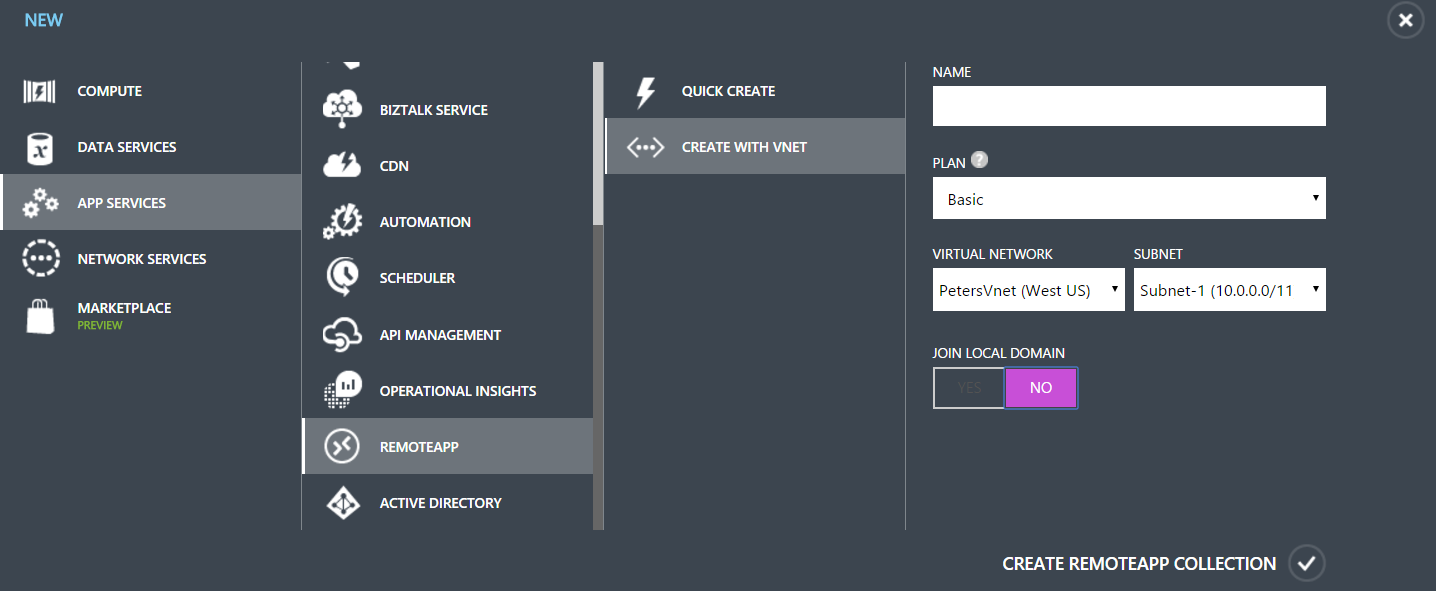 NEW
COMPUTE
DATA SERVICES
APP SERVICES
NETWORK SERVICES
MARKETPLACE
PREVIEW
BIZTALK SERVICE
CDN
AUTOMATION
SCHEDULER
API MANAGEMENT
OPERATIONAL INSIGHTS
REMOTEAPP
ACTIVE DIRECTORY
QUICK CREATE
CREATE WITH VNET
NAME
PLAN ?
Basic
VIRTUAL NETWORK SUBNET
PetersVnet (West US) Subnet-1 (10.0.0.0/11
JOIN LOCAL DOMAIN
YES NO
CREATE REMOTEAPP COLLECTION